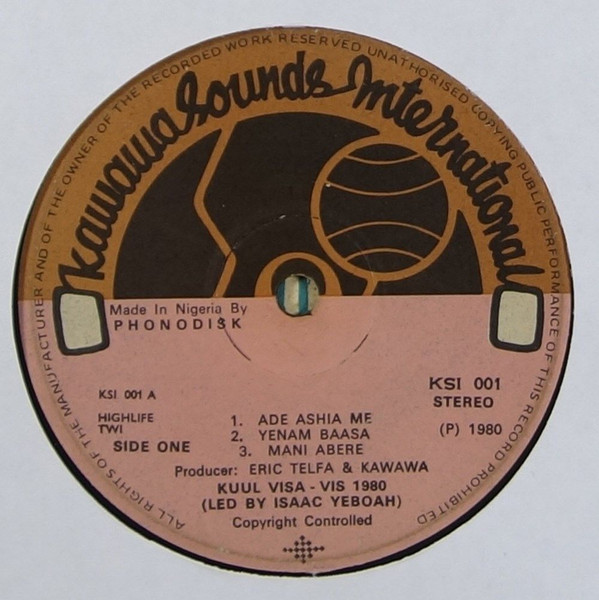 ALL RIGHTS OF THE MANUFACTURER AND OF THE OWNER OF THE RECORDED WORK RESERVED UNAUTHORISED COPYING PUBLIC PERFORMANCE OF THIS RECORD PROHIBITED
Kawawa Sounds International
Made In Nigeria By
PHONODISK
KSI 001 A
HIGHLIFE
TWI
SIDE ONE
KSI 001
STEREO
(P) 1980
1. ADE ASHIA ME
2. YENAM BAASA
3. MANI ABERE
Producer: ERIC TELFA & KAWAWA
KUUL VISA - VIS 1980
(LED BY ISAAC YEBOAH)
Copyright Controlled